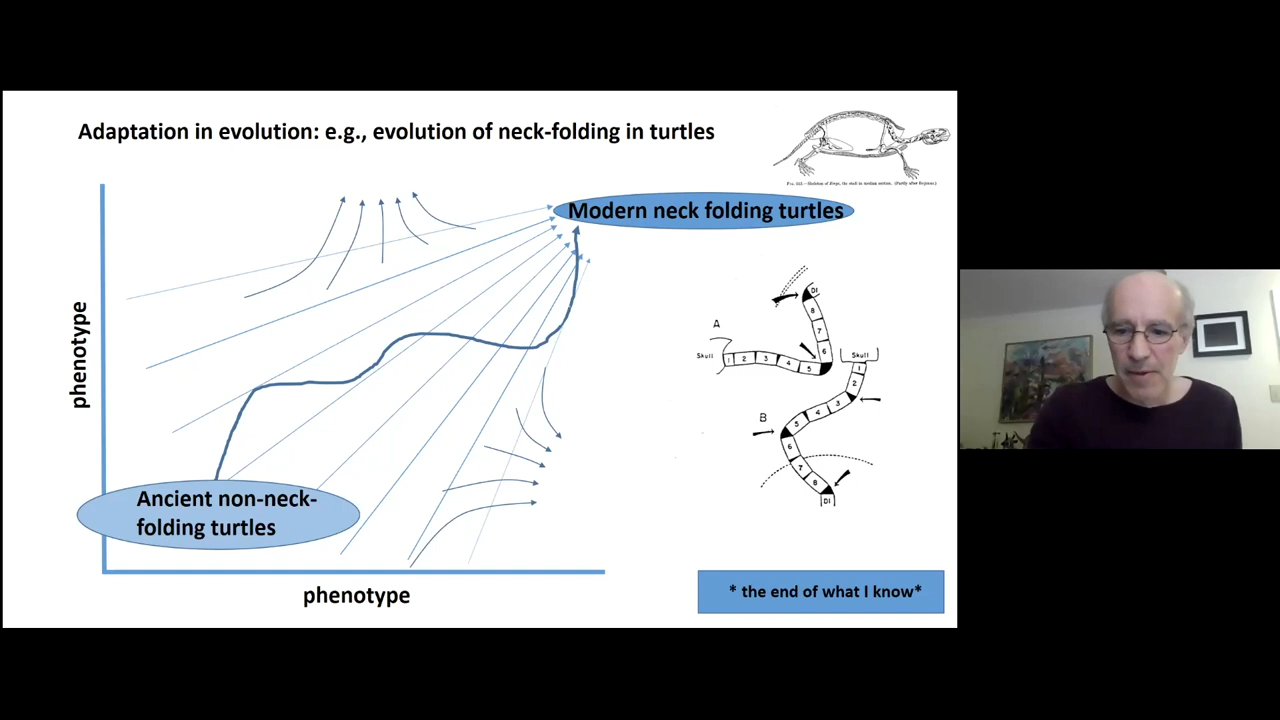 Adaptation in evolution: e.g., evolution of neck-folding in turtles
Modern neck folding turtles
phenotype
Ancient non-neck-
folding turtles
phenotype
A
Skull
1 2 3 4 5 6 7 8 D1
B
Skull
1 2 3 4 5 6 7 8 D1
* the end of what I know*